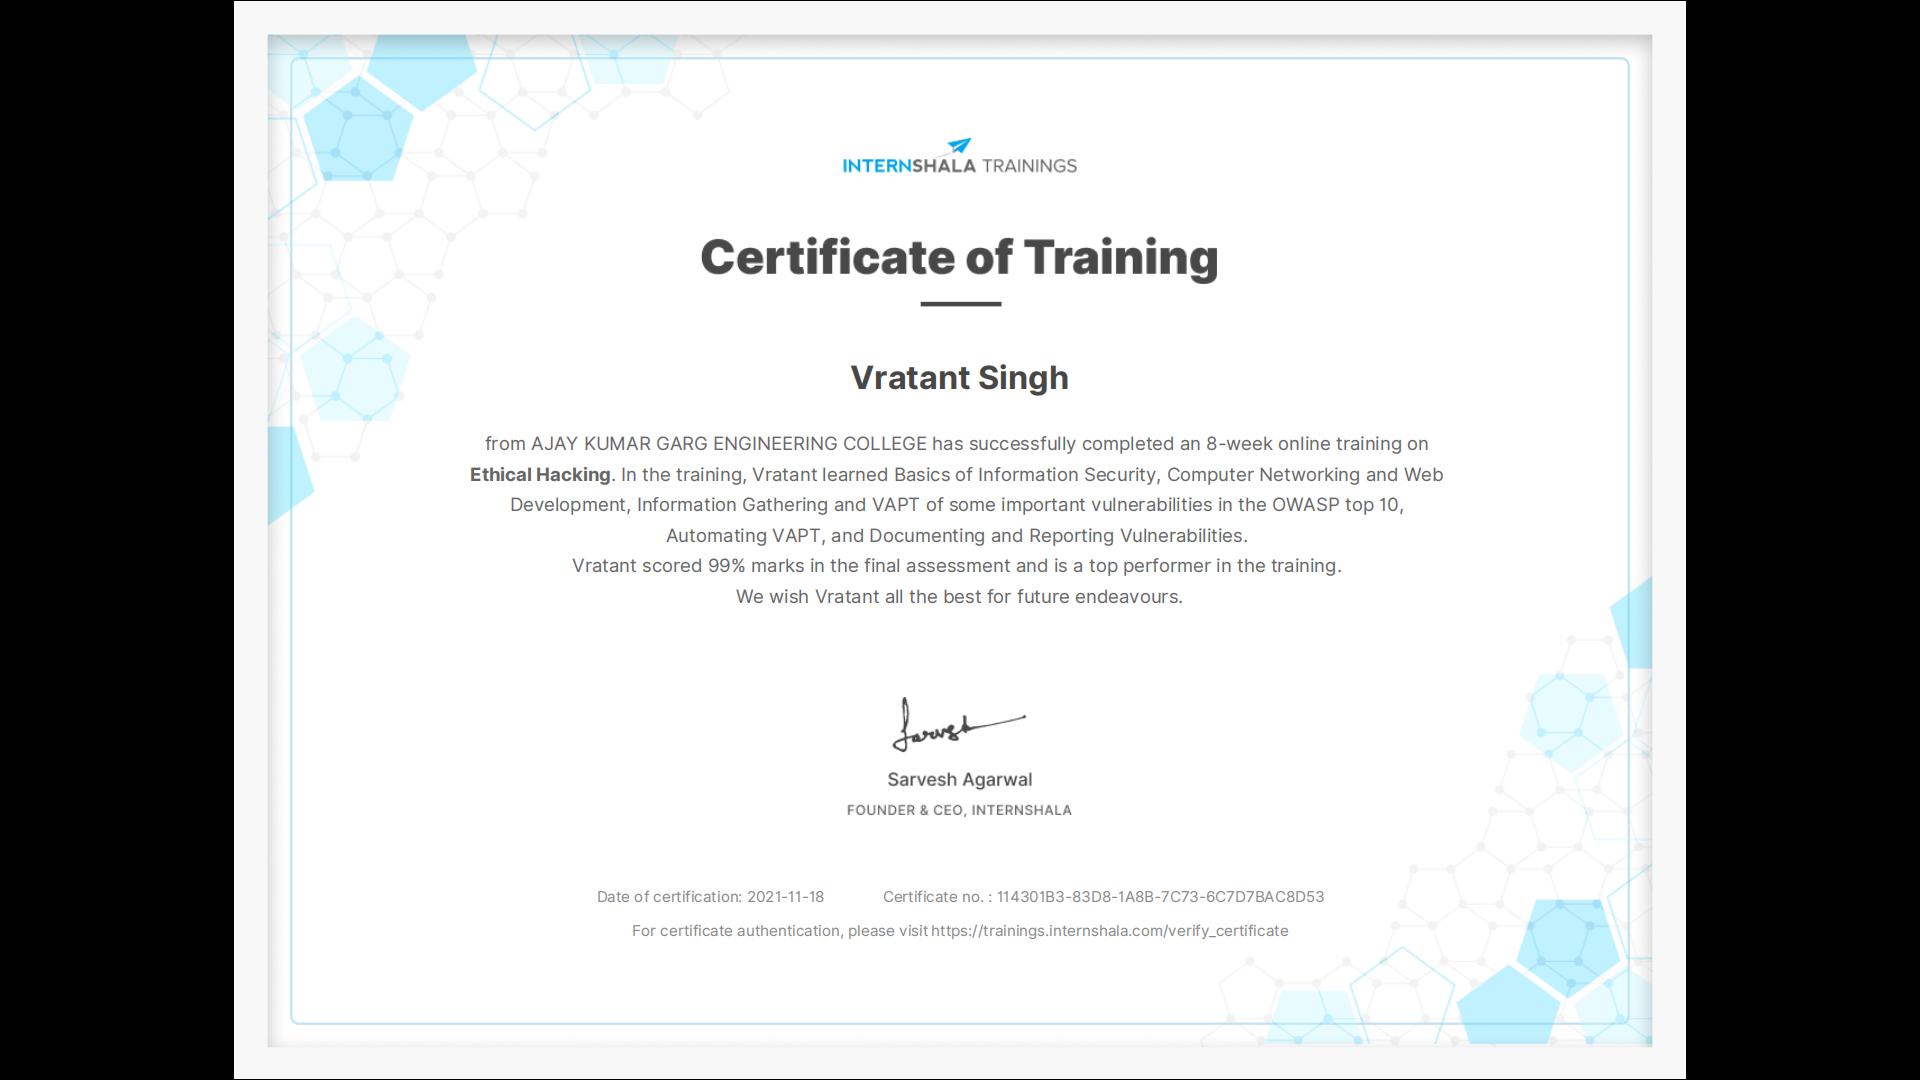 INTERNSHALA TRAININGS
Certificate of Training
Vratant Singh
from AJAY KUMAR GARG ENGINEERING COLLEGE has successfully completed an 8-week online training on
Ethical Hacking. In the training, Vratant learned Basics of Information Security, Computer Networking and Web
Development, Information Gathering and VAPT of some important vulnerabilities in the OWASP top 10,
Automating VAPT, and Documenting and Reporting Vulnerabilities.
Vratant scored 99% marks in the final assessment and is a top performer in the training.
We wish Vratant all the best for future endeavours.
Sarvesh
Sarvesh Agarwal
FOUNDER & CEO, INTERNSHALA
Date of certification: 2021-11-18 Certificate no. : 114301B3-83D8-1A8B-7C73-6C7D7BAC8D53
For certificate authentication, please visit https://trainings.internshala.com/verify_certificate